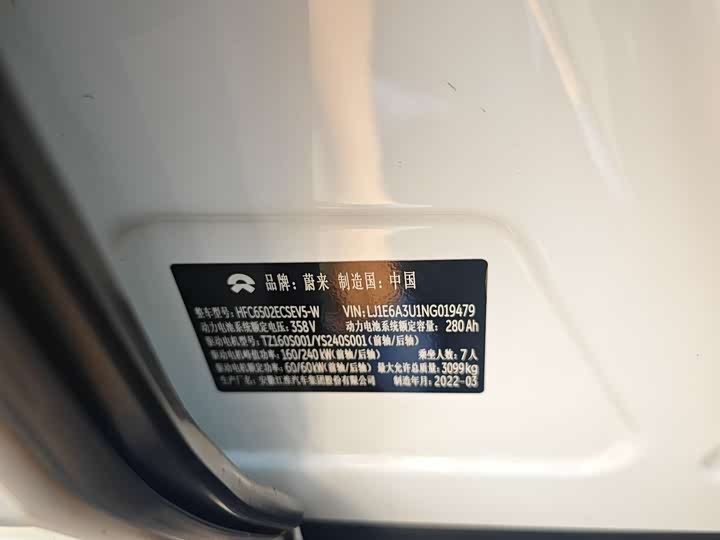 品牌：蔚来 制造国：中国
整车型号：HFC6502ECSEV5-W VIN：LJ1E6A3U1NG019479
动力电池系统额定电压：358V 动力电池系统额定容量：280Ah
驱动电机型号：TZ160S001/YS240S001（前轴/后轴）
驱动电机峰值功率：160/240kW（前轴/后轴） 乘坐人数：7人
驱动电机额定功率：60/60kW（前轴/后轴） 最大允许总质量：3099kg
生产厂名：安徽江淮汽车集团股份有限公司 制造年月：2022-03